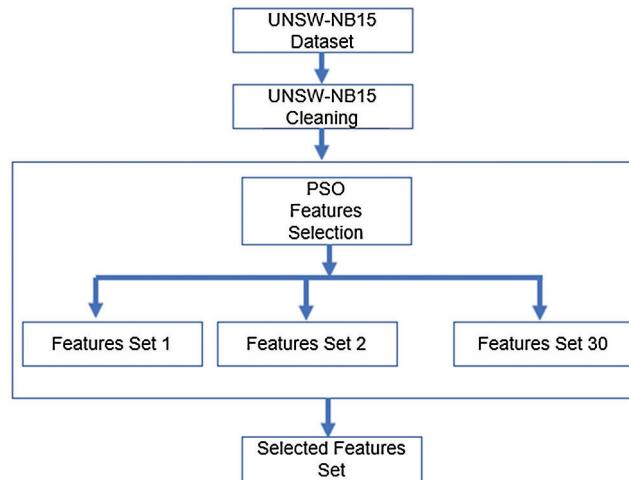 UNSW-NB15
Dataset
UNSW-NB15
Cleaning
PSO
Features
Selection
Features Set 1
Features Set 2
Features Set 30
Selected Features
Set